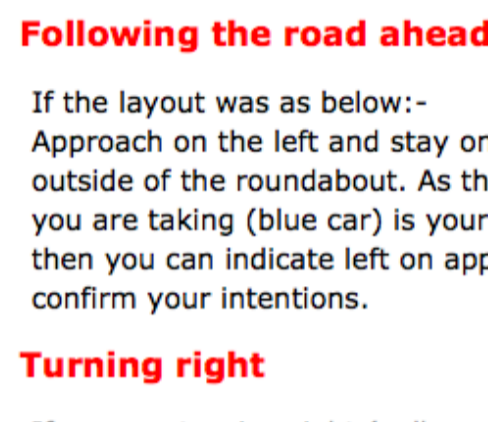 Following the road ahead
If the layout was as below:-
Approach on the left and stay on
outside of the roundabout. As th
you are taking (blue car) is your
then you can indicate left on app
confirm your intentions.
Turning right